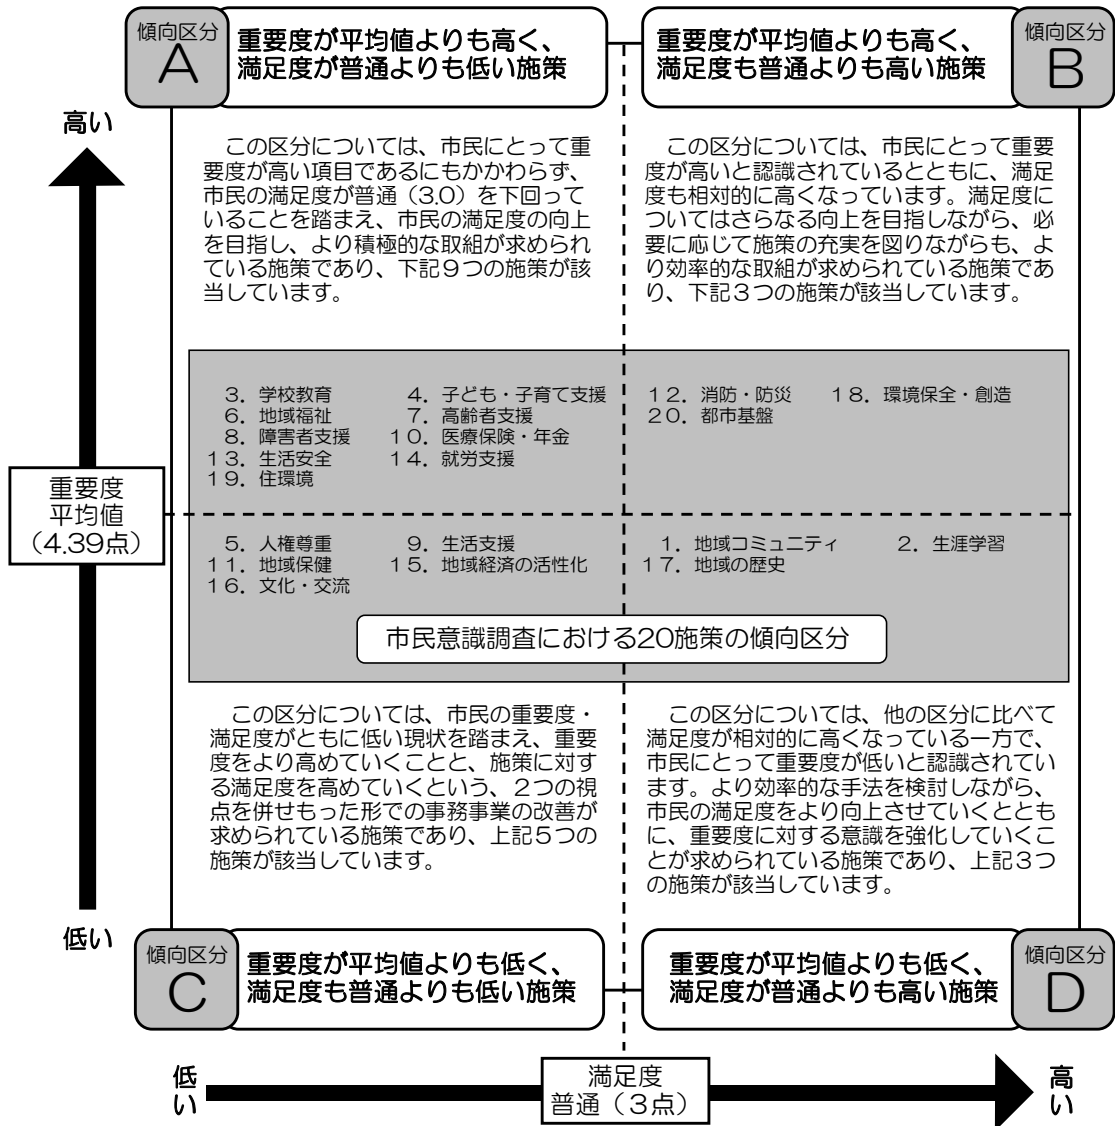 傾向区分
A
重要度が平均値よりも高く、
満足度が普通よりも低い施策
重要度が平均値よりも高く、
満足度も普通よりも高い施策
傾向区分
B
高い
この区分については、市民にとって重
要度が高い項目であるにもかかわらず、
市民の満足度が普通（3.0）を下回って
いることを踏まえ、市民の満足度の向上
を目指し、より積極的な取組が求められ
ている施策であり、下記９つの施策が該
当しています。
この区分については、市民にとって重要
度が高いと認識されているとともに、満足
度も相対的に高くなっています。満足度に
ついてはさらなる向上を目指しながら、必
要に応じて施策の充実を図りながらも、よ
り効率的な取組が求められている施策であ
り、下記３つの施策が該当しています。
３．学校教育　４．子ども・子育て支援
６．地域福祉　７．高齢者支援
８．障害者支援　１０．医療保険・年金
１３．生活安全　１４．就労支援
１９．住環境
１２．消防・防災　１８．環境保全・創造
２０．都市基盤
重要度
平均値
（4.39点）
５．人権尊重　９．生活支援
１１．地域保健　１５．地域経済の活性化
１６．文化・交流
１．地域コミュニティ　２．生涯学習
１７．地域の歴史
市民意識調査における20施策の傾向区分
この区分については、市民の重要度・
満足度がともに低い現状を踏まえ、重要
度をより高めていくことと、施策に対す
る満足度を高めていくという、２つの視
点を併せもった形での事務事業の改善が
求められている施策であり、上記５つの
施策が該当しています。
この区分については、他の区分に比べて
満足度が相対的に高くなっている一方で、
市民にとって重要度が低いと認識されてい
ます。より効率的な手法を検討しながら、
市民の満足度をより向上させていくととも
に、重要度に対する意識を強化していくこ
とが求められている施策であり、上記３つ
の施策が該当しています。
低い
傾向区分
C
重要度が平均値よりも低く、
満足度も普通よりも低い施策
重要度が平均値よりも低く、
満足度が普通よりも高い施策
傾向区分
D
低い
満足度
普通（３点）
高い